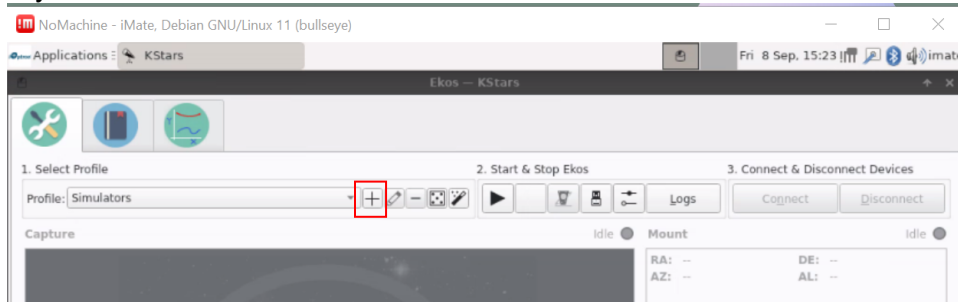 NoMachine - iMate, Debian GNU/Linux 11 (bullseye)
Applications KStars Fri 8 Sep, 15:23 imat
Ekos — KStars
1. Select Profile 2. Start & Stop Ekos 3. Connect & Disconnect Devices
Profile: Simulators Logs Connect Disconnect
Capture Idle Mount Idle
RA: -- DE: --
AZ: -- AL: --